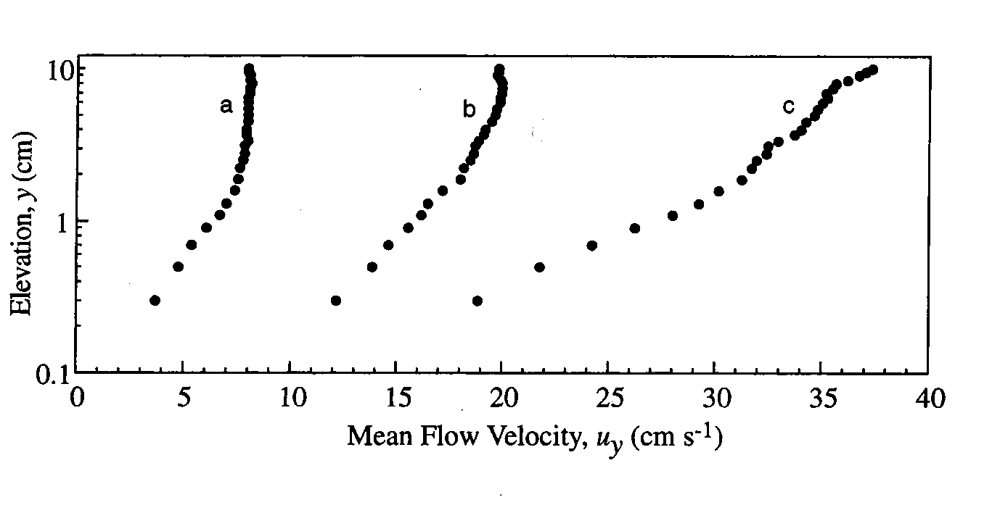 10
a
b
c
Elevation, y (cm)
1
0.1
0 5 10 15 20 25 30 35 40
Mean Flow Velocity, u_y (cm s⁻¹)